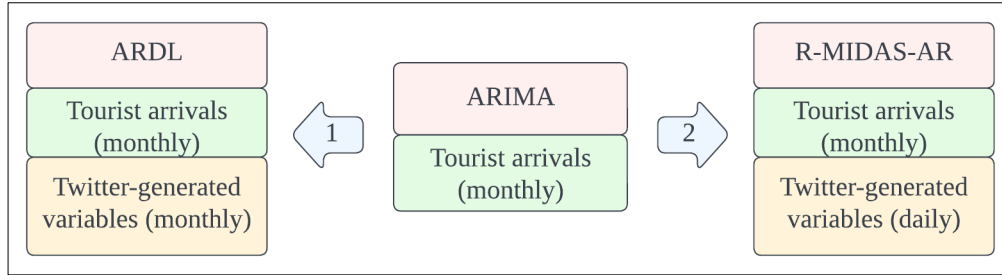 ARDL
Tourist arrivals
(monthly)
Twitter-generated
variables (monthly)
1
ARIMA
Tourist arrivals
(monthly)
2
R-MIDAS-AR
Tourist arrivals
(monthly)
Twitter-generated
variables (daily)